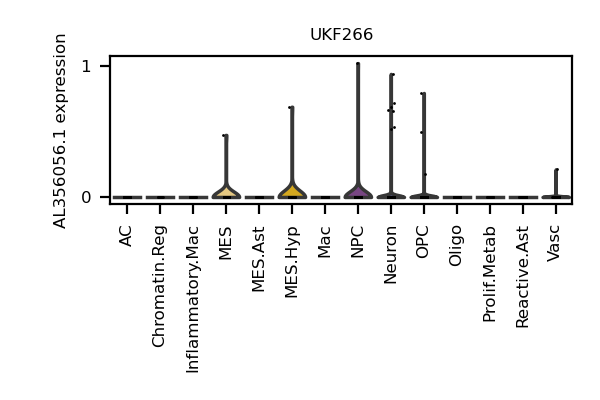 UKF266
AL356056.1 expression
1
0
AC
Chromatin.Reg
Inflammatory.Mac
MES
MES.Ast
MES.Hyp
Mac
NPC
Neuron
OPC
Oligo
Prolif.Metab
Reactive.Ast
Vasc